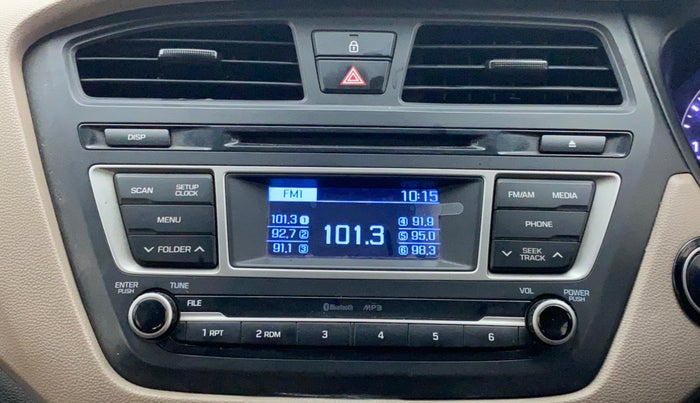 DISP
SCAN
SETUP
CLOCK
MENU
FOLDER
FM1 10:15
101.3 1
92.7 2
91.1 3
101.3
4 91.9
5 95.0
6 98.3
FM/AM
MEDIA
PHONE
SEEK
TRACK
ENTER
PUSH
TUNE
VOL
POWER
PUSH
FILE
Bluetooth MP3
1 RPT 2 RDM 3 4 5 6